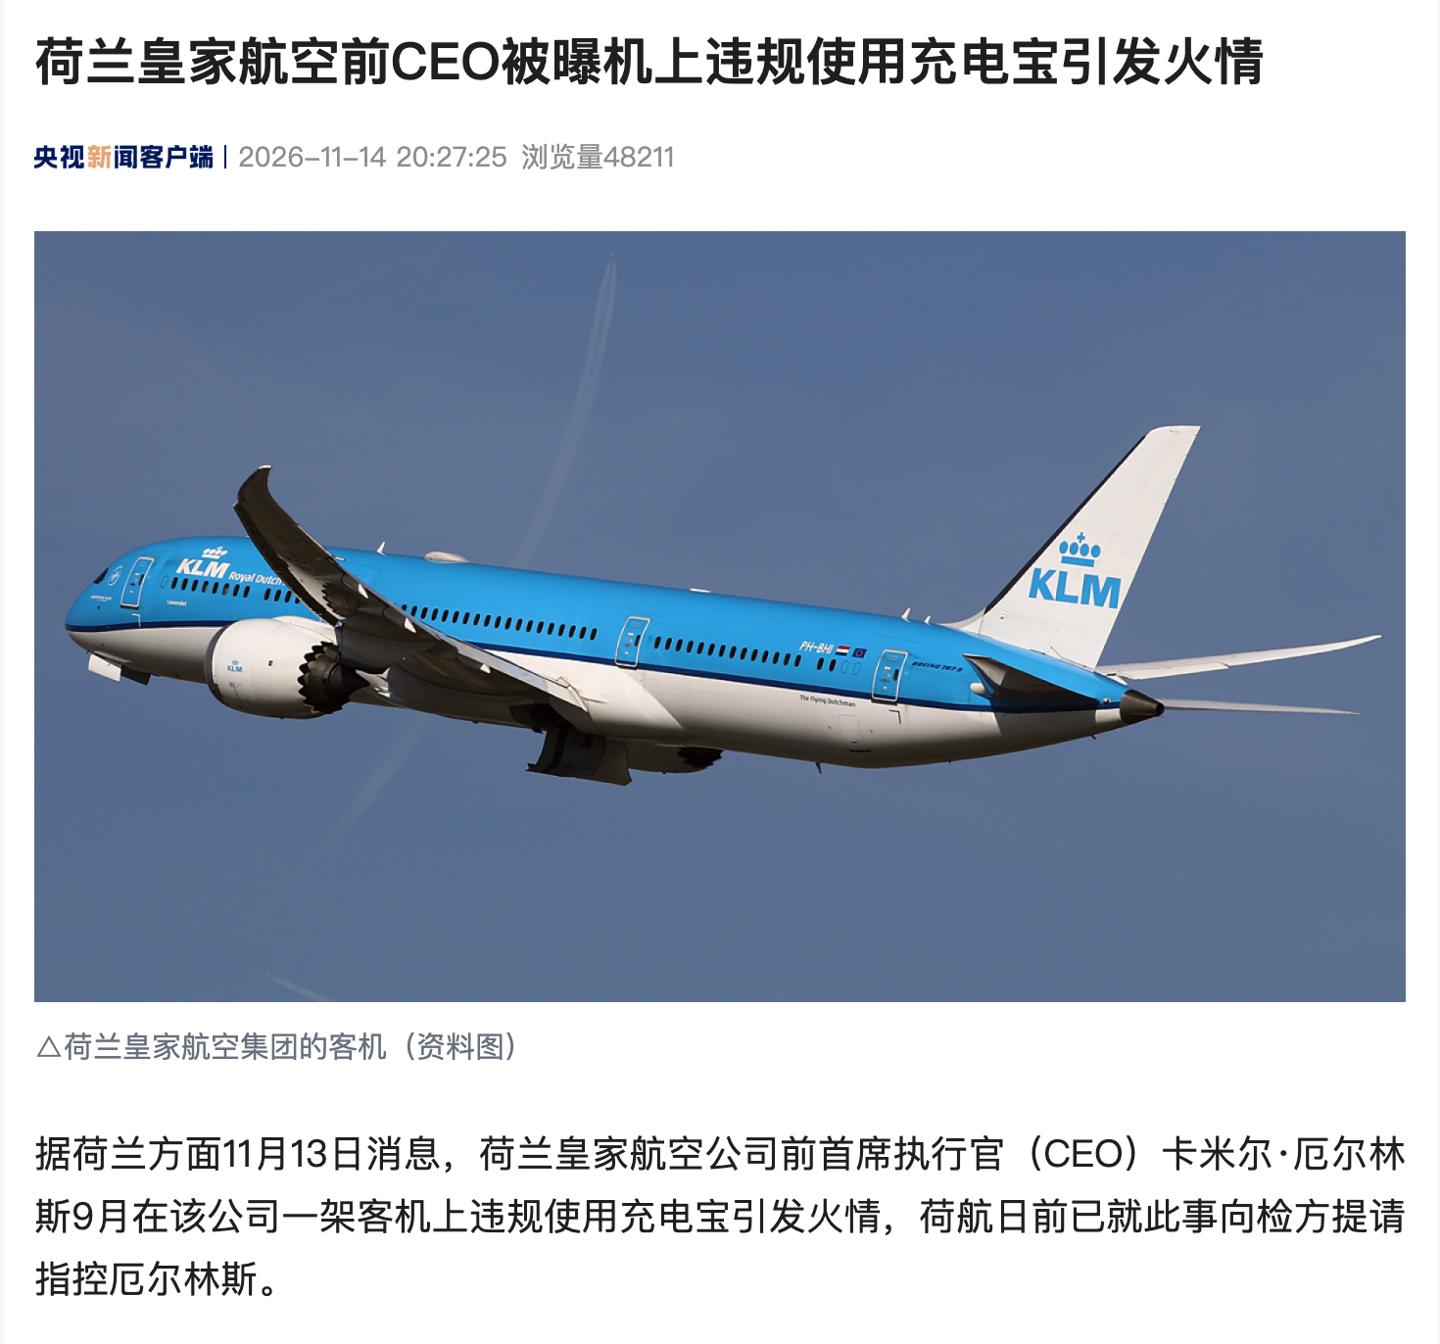 荷兰皇家航空前CEO被曝机上违规使用充电宝引发火情
央视新闻客户端 | 2026-11-14 20:27:25 浏览量48211
KLM
KLM Royal Dutch
PH-BHI
BOEING 787-9
KLM
The Flying Dutchman
△荷兰皇家航空集团的客机（资料图）
据荷兰方面11月13日消息，荷兰皇家航空公司前首席执行官（CEO）卡米尔·厄尔林
斯9月在该公司一架客机上违规使用充电宝引发火情，荷航日前已就此事向检方提请
指控厄尔林斯。